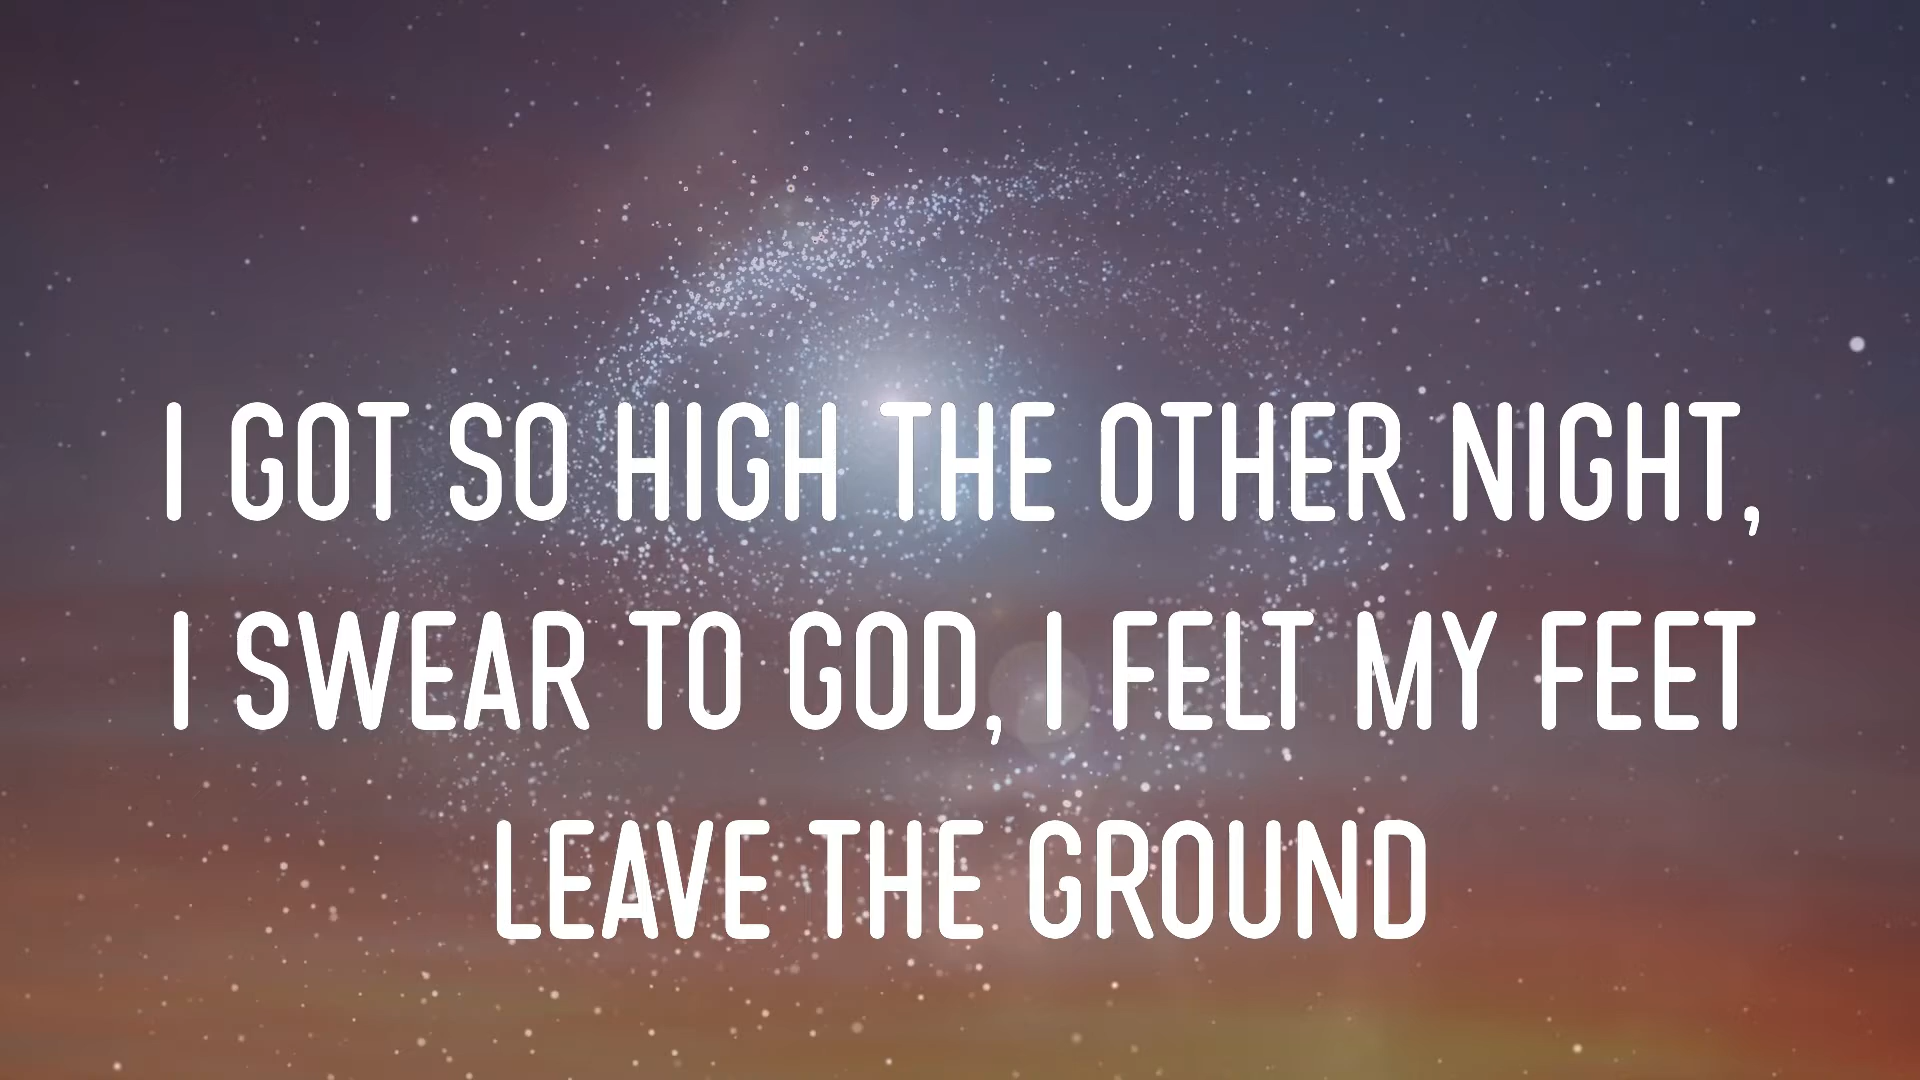 I GOT SO HIGH THE OTHER NIGHT,
I SWEAR TO GOD, I FELT MY FEET
LEAVE THE GROUND